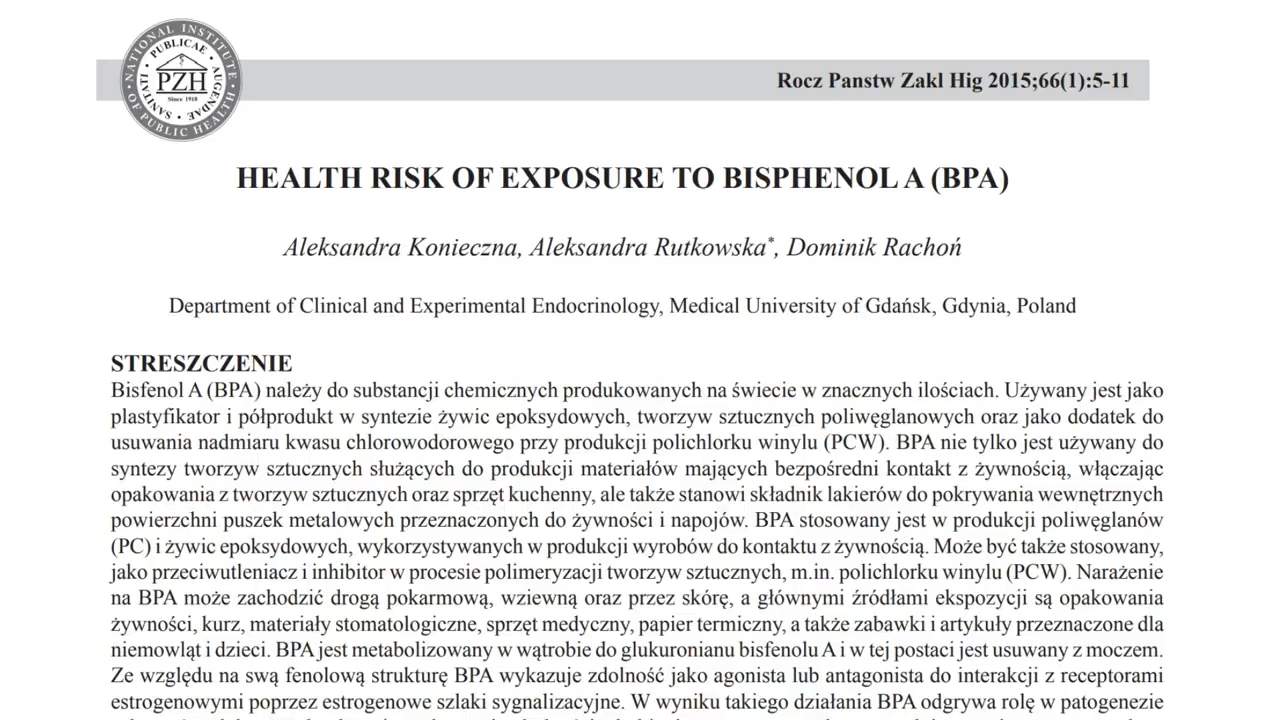 NATIONAL INSTITUTE OF PUBLIC HEALTH
SANITATI PUBLICAE AUGENDAE
PZH
Since 1918
Rocz Panstw Zakl Hig 2015;66(1):5-11
HEALTH RISK OF EXPOSURE TO BISPHENOL A (BPA)
Aleksandra Konieczna, Aleksandra Rutkowska*, Dominik Rachoń
Department of Clinical and Experimental Endocrinology, Medical University of Gdańsk, Gdynia, Poland
STRESZCZENIE
Bisfenol A (BPA) należy do substancji chemicznych produkowanych na świecie w znacznych ilościach. Używany jest jako
plastyfikator i półprodukt w syntezie żywic epoksydowych, tworzyw sztucznych poliwęglanowych oraz jako dodatek do
usuwania nadmiaru kwasu chlorowodorowego przy produkcji polichlorku winylu (PCW). BPA nie tylko jest używany do
syntezy tworzyw sztucznych służących do produkcji materiałów mających bezpośredni kontakt z żywnością, włączając
opakowania z tworzyw sztucznych oraz sprzęt kuchenny, ale także stanowi składnik lakierów do pokrywania wewnętrznych
powierzchni puszek metalowych przeznaczonych do żywności i napojów. BPA stosowany jest w produkcji poliwęglanów
(PC) i żywic epoksydowych, wykorzystywanych w produkcji wyrobów do kontaktu z żywnością. Może być także stosowany,
jako przeciwutleniacz i inhibitor w procesie polimeryzacji tworzyw sztucznych, m.in. polichlorku winylu (PCW). Narażenie
na BPA może zachodzić drogą pokarmową, wziewną oraz przez skórę, a głównymi źródłami ekspozycji są opakowania
żywności, kurz, materiały stomatologiczne, sprzęt medyczny, papier termiczny, a także zabawki i artykuły przeznaczone dla
niemowląt i dzieci. BPA jest metabolizowany w wątrobie do glukuronianu bisfenolu A i w tej postaci jest usuwany z moczem.
Ze względu na swą fenolową strukturę BPA wykazuje zdolność jako agonista lub antagonista do interakcji z receptorami
estrogenowymi poprzez estrogenowe szlaki sygnalizacyjne. W wyniku takiego działania BPA odgrywa rolę w patogenezie